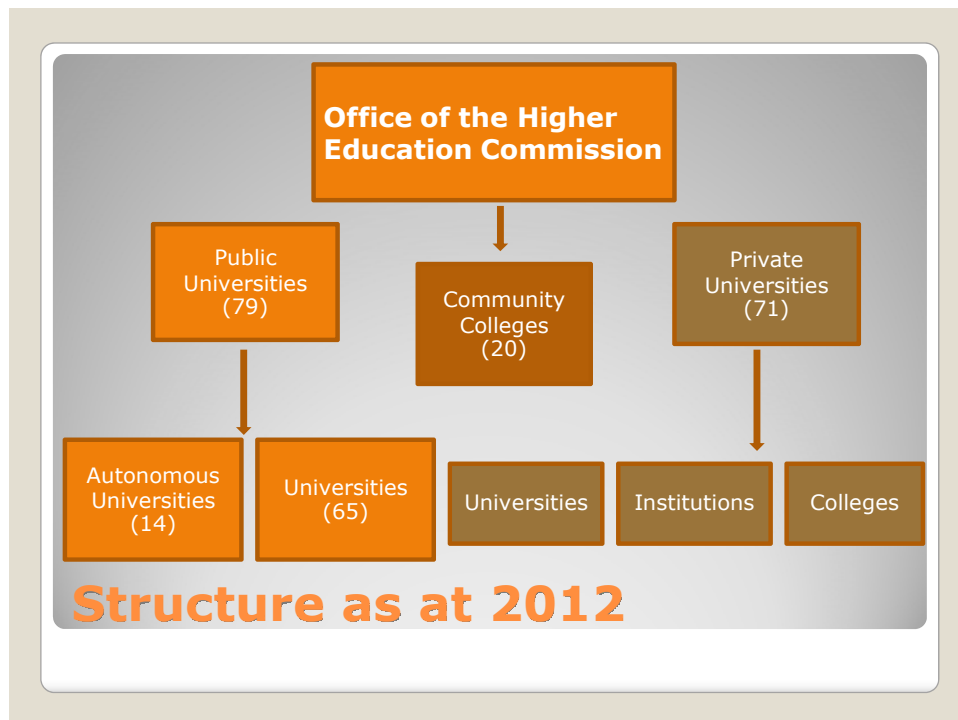 Office of the Higher
Education Commission
Public
Universities
(79)
Community
Colleges
(20)
Private
Universities
(71)
Autonomous
Universities
(14)
Universities
(65)
Universities
Institutions
Colleges
Structure as at 2012